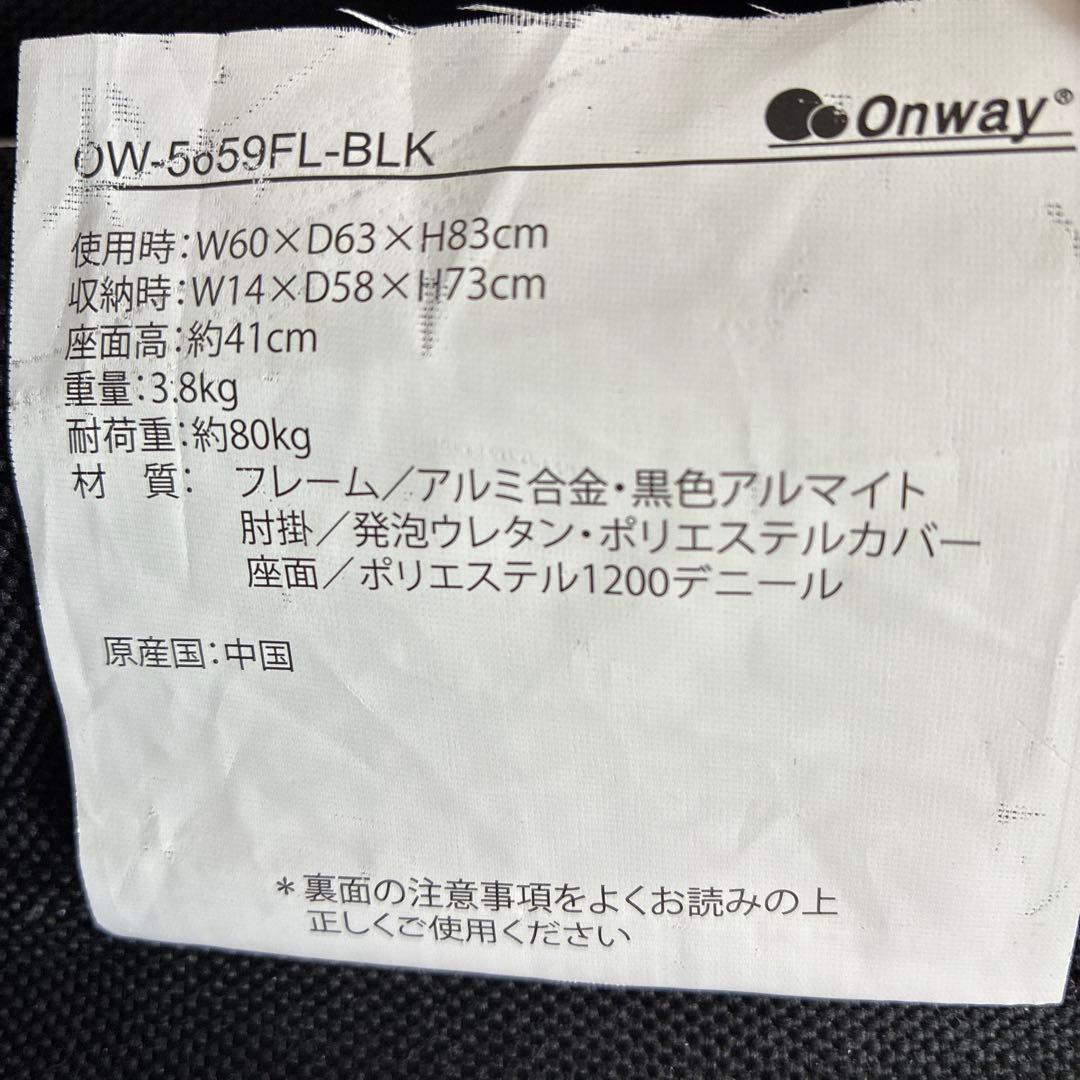 Onway®
OW-5659FL-BLK
使用時：W60×D63×H83cm
収納時：W14×D58×H73cm
座面高：約41cm
重量：3.8kg
耐荷重：約80kg
材　質：　フレーム／アルミ合金・黒色アルマイト
肘掛／発泡ウレタン・ポリエステルカバー
座面／ポリエステル1200デニール
原産国：中国
＊裏面の注意事項をよくお読みの上
正しくご使用ください